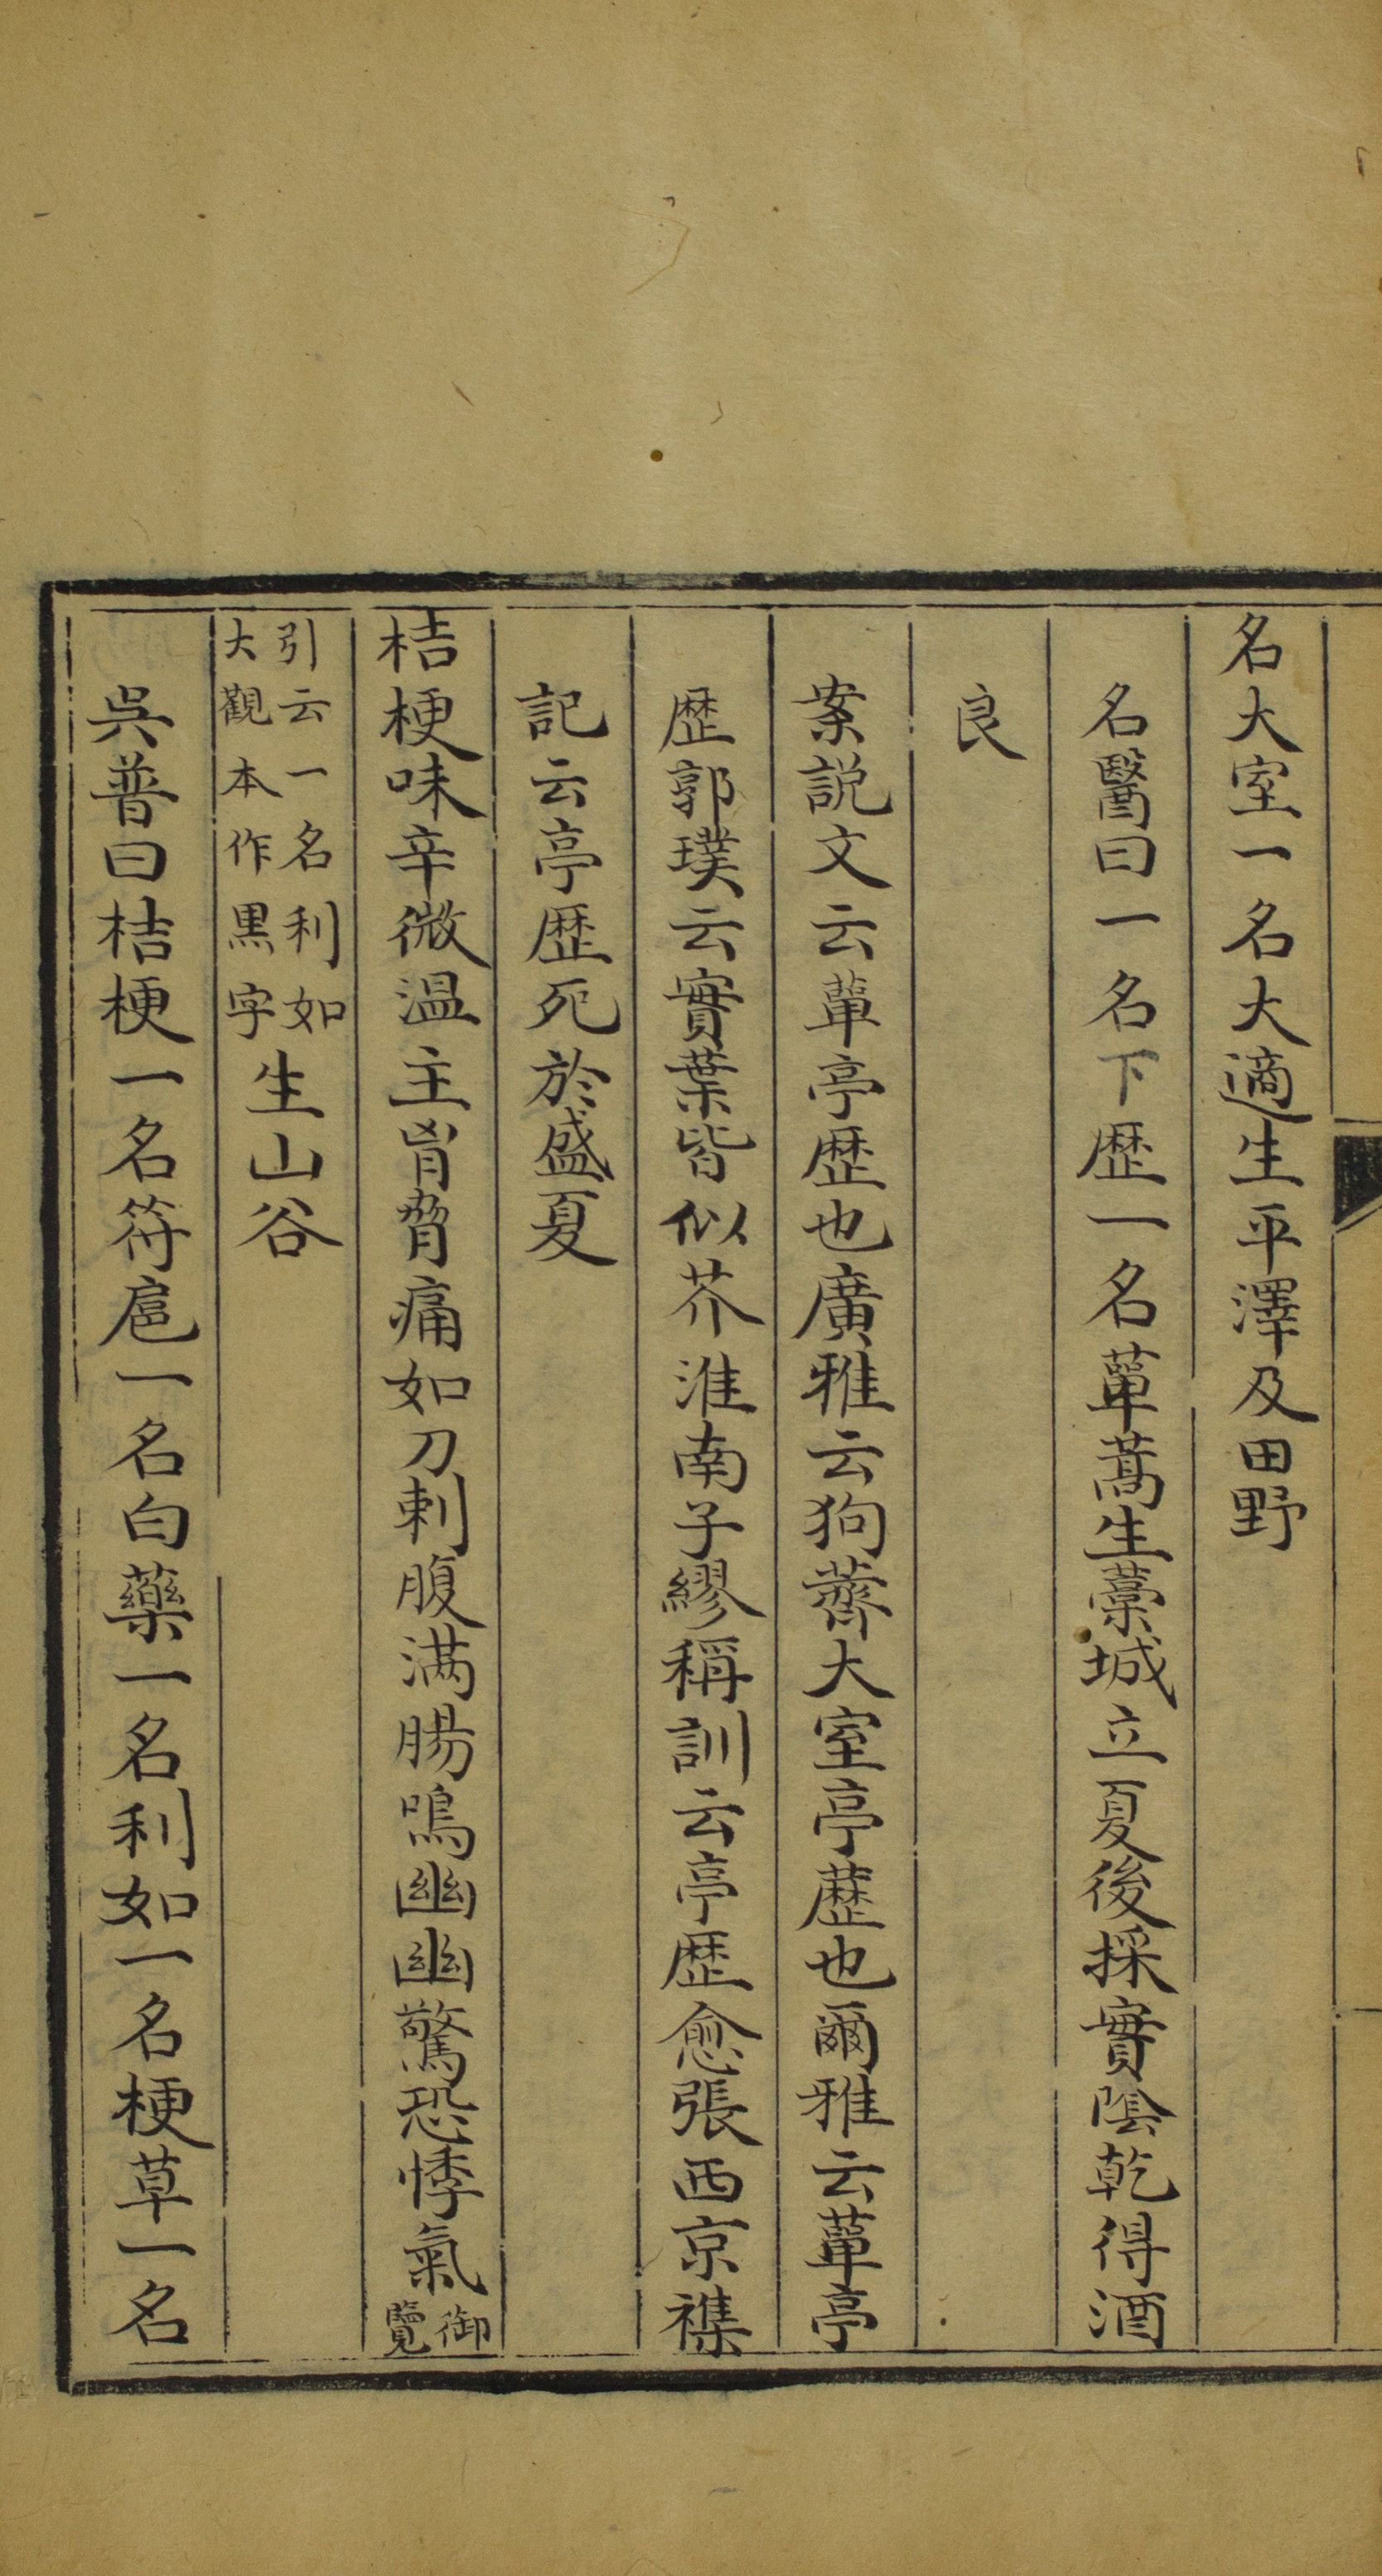 名大室一名大適生平澤及田野
名醫曰一名下歷一名蕇蒿生藁城立夏後採實陰乾得酒
良
案說文云蕇亭歷也廣雅云狗薺大室亭藶也爾雅云蕇亭
歷郭璞云實葉皆似芥淮南子繆稱訓云亭歷愈張西京襍
記云亭歷死於盛夏
桔梗味辛微溫主胷脅痛如刀刺腹滿腸鳴幽幽驚恐悸氣御覽
引云一名利如大觀本作黑字生山谷
吳普曰桔梗一名符扈一名白藥一名利如一名梗草一名